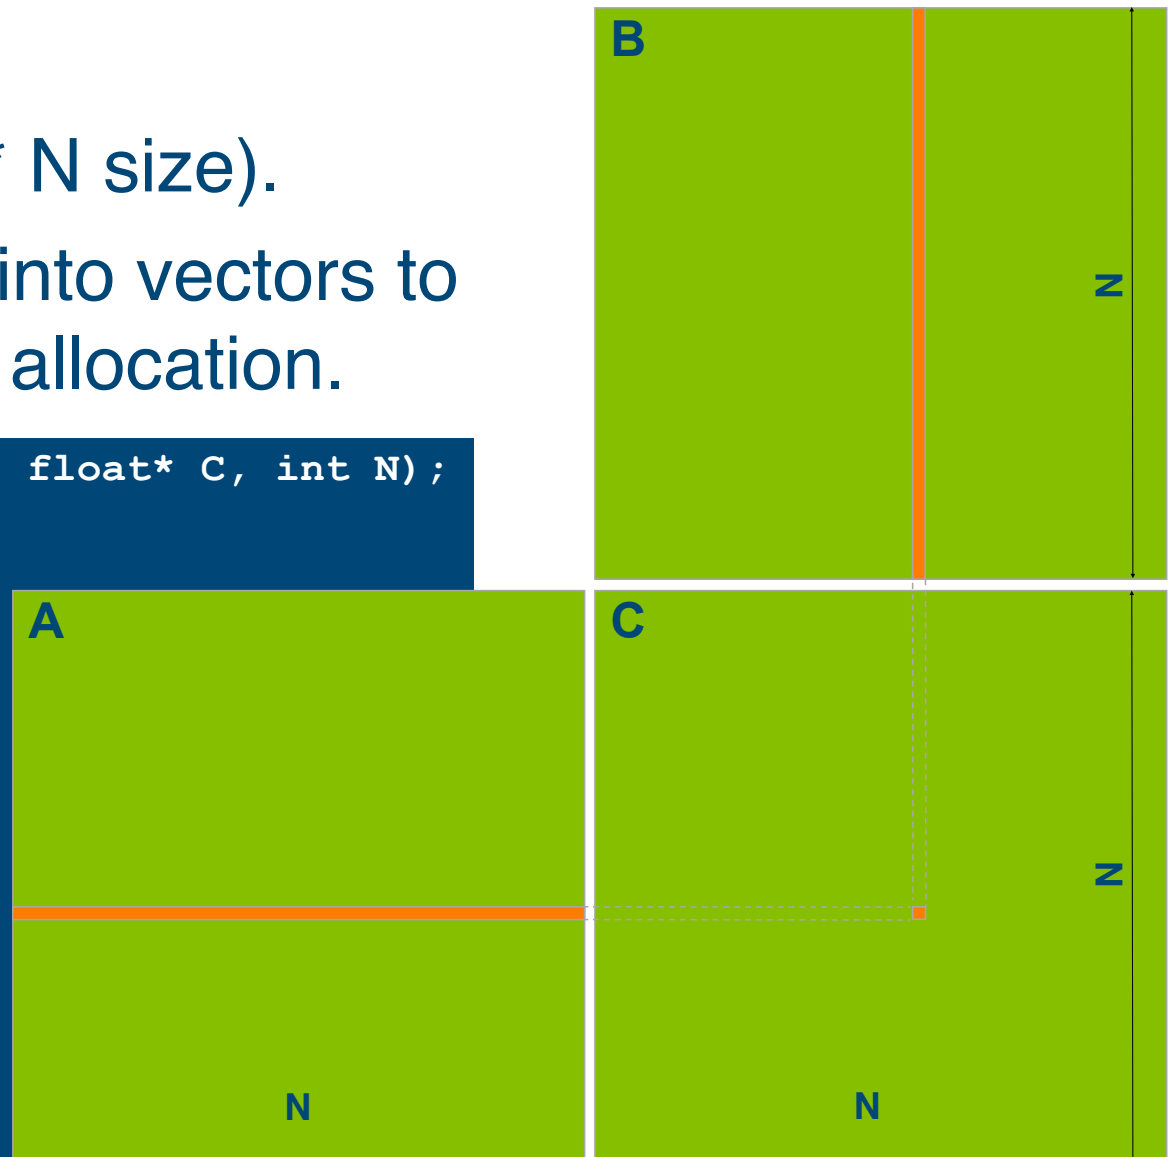 * N size).
into vectors to
allocation.
float* C, int N);
B
N
A
C
N
N
N